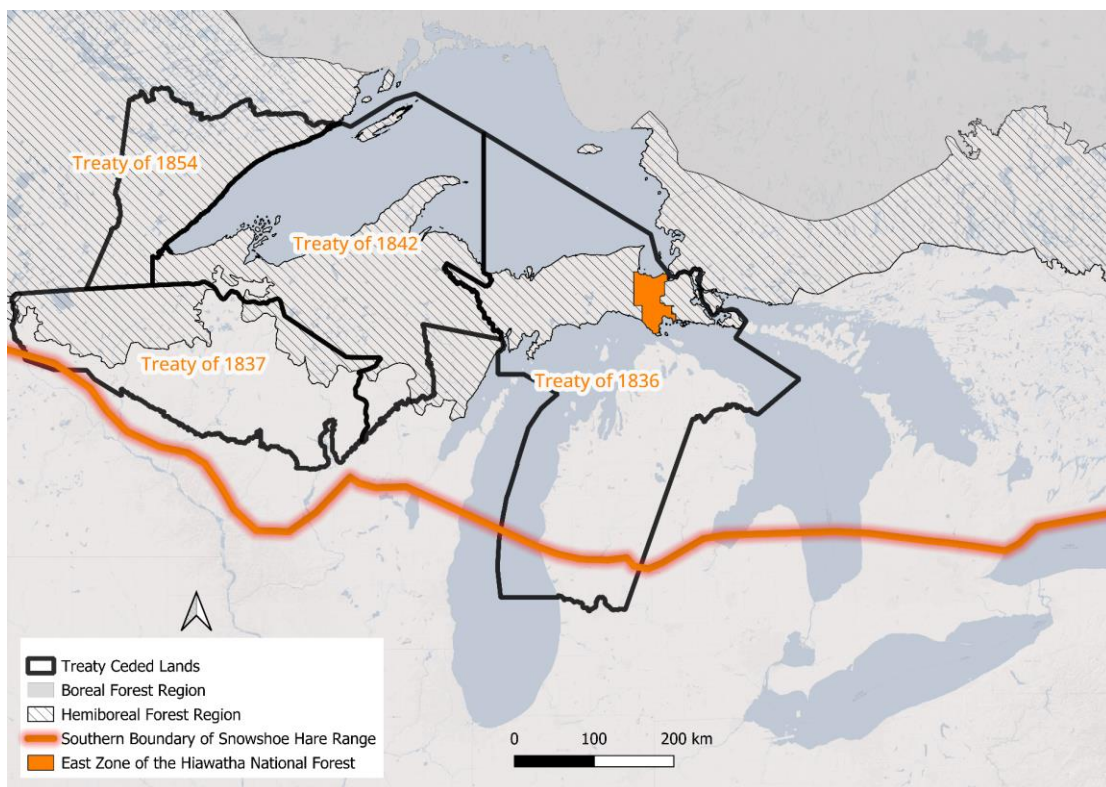 Treaty of 1854
Treaty of 1842
Treaty of 1837
Treaty of 1836
Treaty Ceded Lands
Boreal Forest Region
Hemiboreal Forest Region
Southern Boundary of Snowshoe Hare Range
East Zone of the Hiawatha National Forest
0 100 200 km